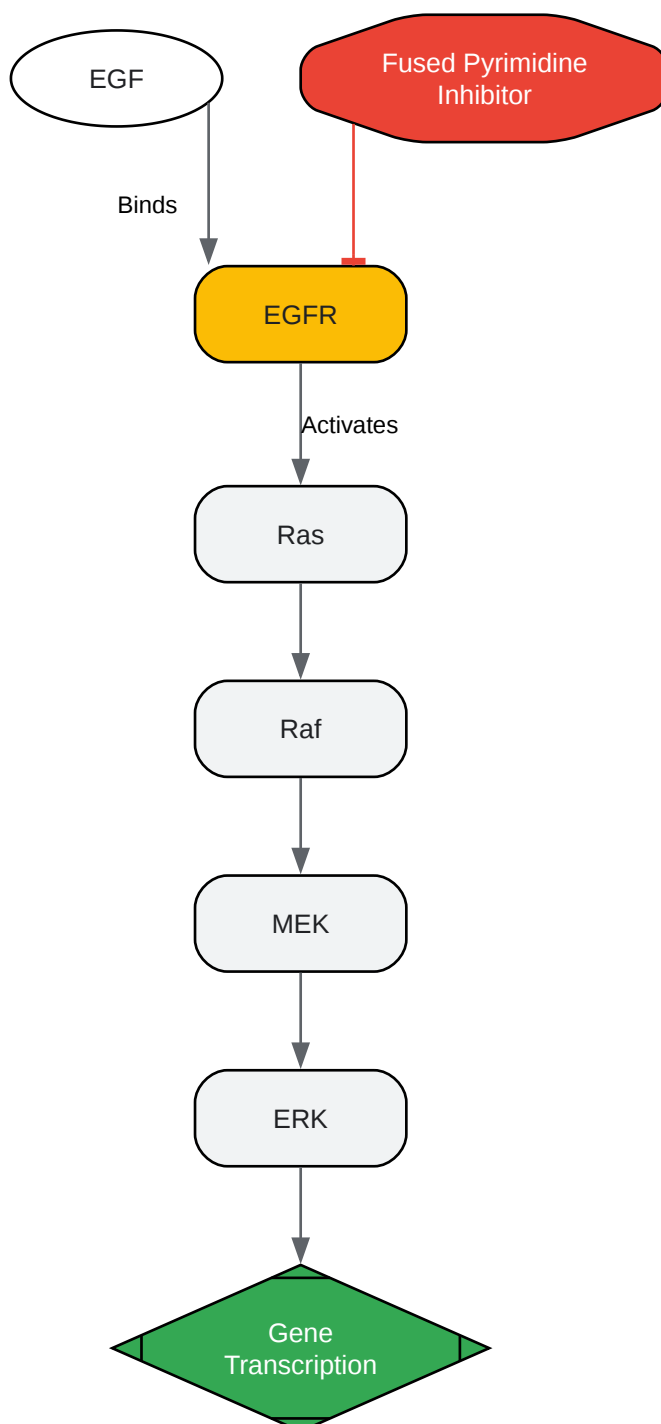 EGF
Fused Pyrimidine
Inhibitor
Binds
EGFR
Activates
Ras
Raf
MEK
ERK
Gene
Transcription